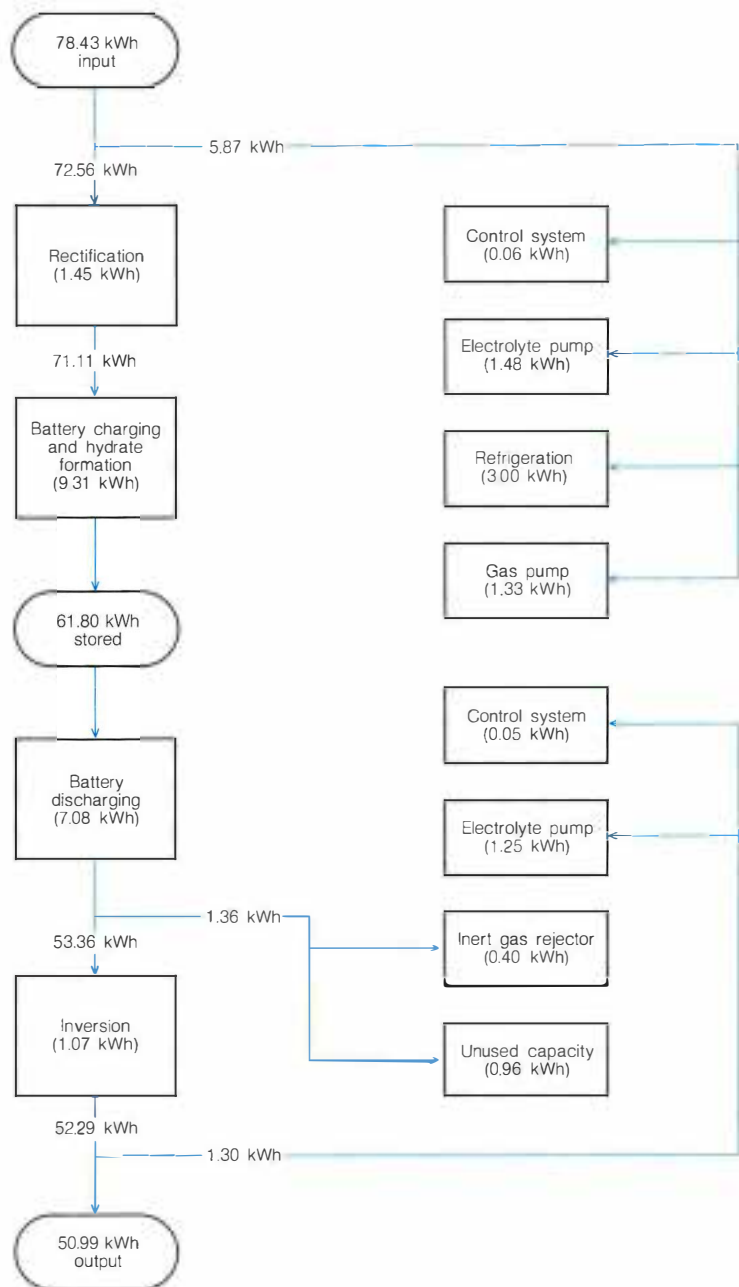 78.43 kWh
input
5.87 kWh
72.56 kWh
Rectification
(1.45 kWh)
Control system
(0.06 kWh)
71.11 kWh
Electrolyte pump
(1.48 kWh)
Battery charging
and hydrate
formation
(9.31 kWh)
Refrigeration
(3.00 kWh)
Gas pump
(1.33 kWh)
61.80 kWh
stored
Control system
(0.05 kWh)
Battery
discharging
(7.08 kWh)
Electrolyte pump
(1.25 kWh)
1.36 kWh
53.36 kWh
Inert gas rejector
(0.40 kWh)
Inversion
(1.07 kWh)
Unused capacity
(0.96 kWh)
52.29 kWh
1.30 kWh
50.99 kWh
output